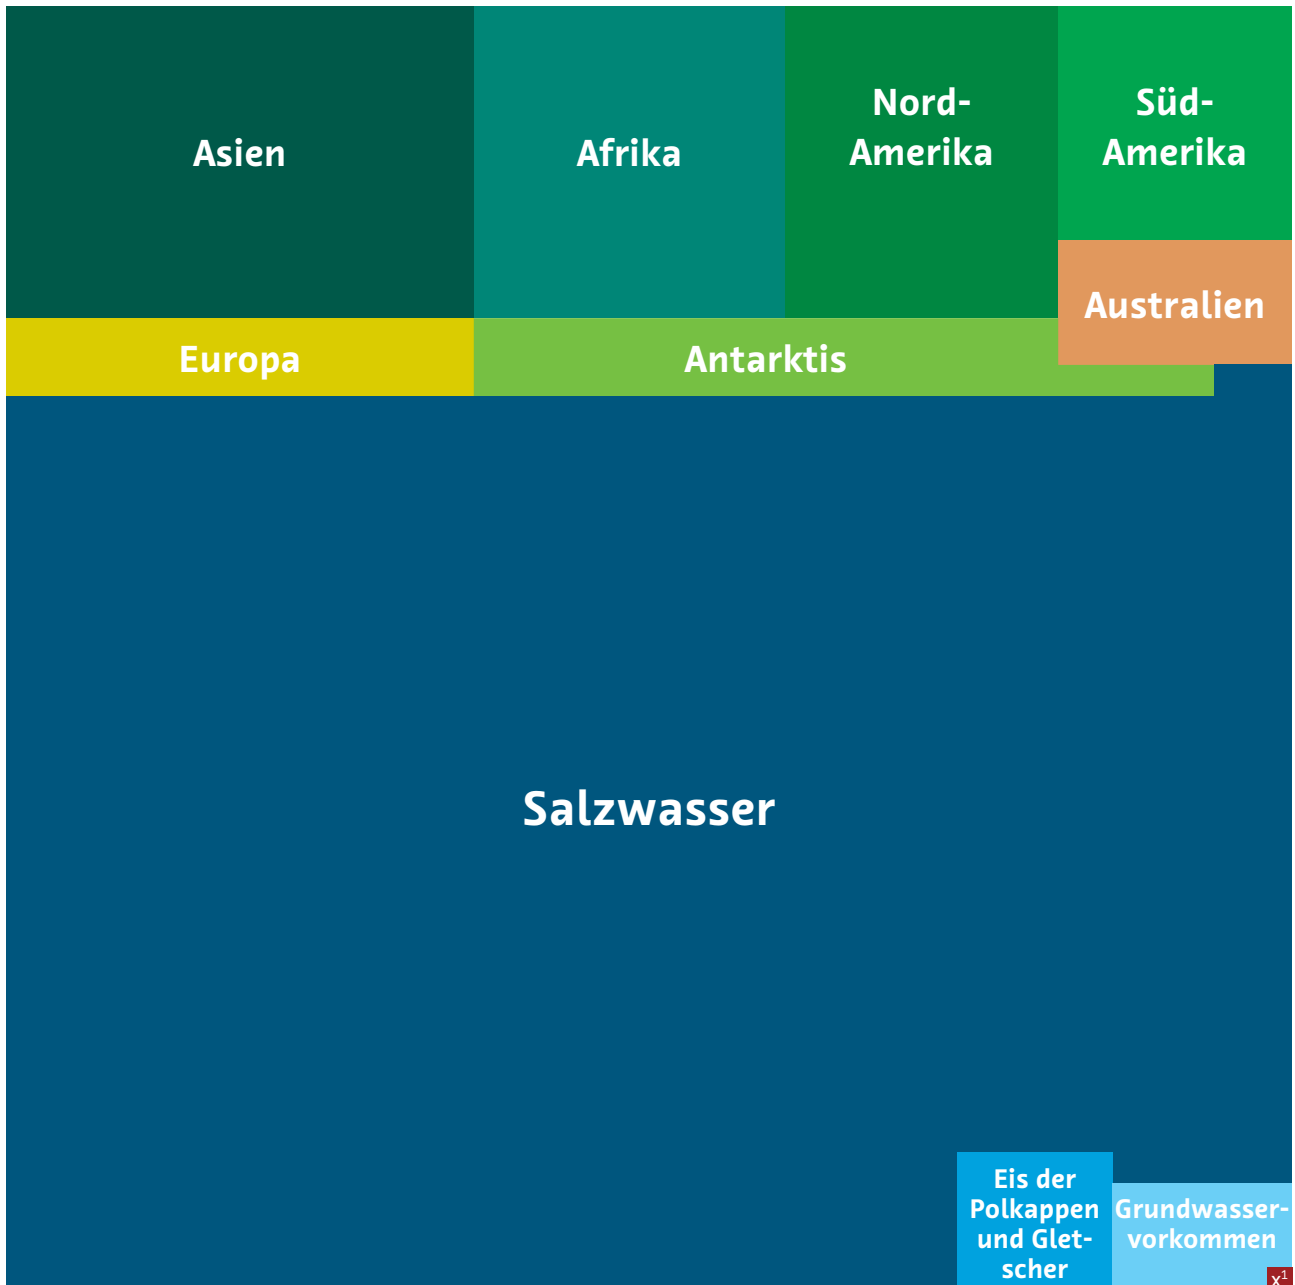 Asien
Afrika
Nord-
Amerika
Süd-
Amerika
Australien
Europa
Antarktis
Salzwasser
Eis der
Polkappen
und Glet-
scher
Grundwasser-
vorkommen
x¹